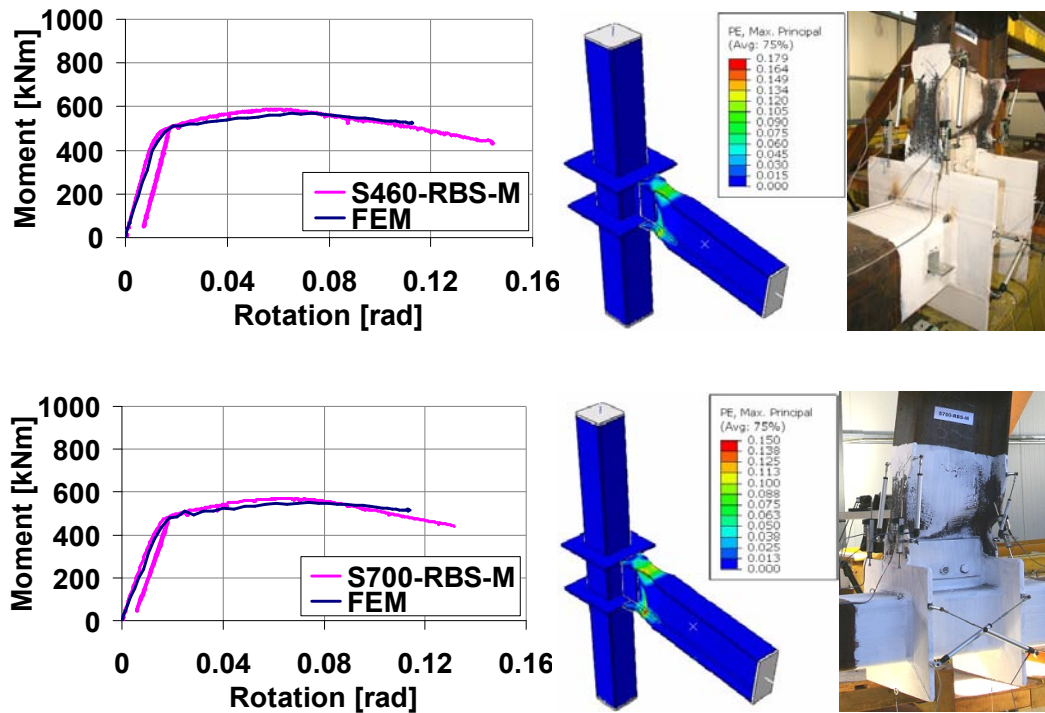 1000
800
600
400
200
0
Moment [kNm]
S460-RBS-M
FEM
0 0.04 0.08 0.12 0.16
Rotation [rad]
PE, Max. Principal
(Avg: 75%)
0.179
0.164
0.149
0.134
0.120
0.105
0.090
0.075
0.060
0.045
0.030
0.015
0.000
1000
800
600
400
200
0
Moment [kNm]
S700-RBS-M
FEM
0 0.04 0.08 0.12 0.16
Rotation [rad]
PE, Max. Principal
(Avg: 75%)
0.150
0.138
0.125
0.113
0.100
0.088
0.075
0.063
0.050
0.038
0.025
0.013
0.000
S700-RBS-M